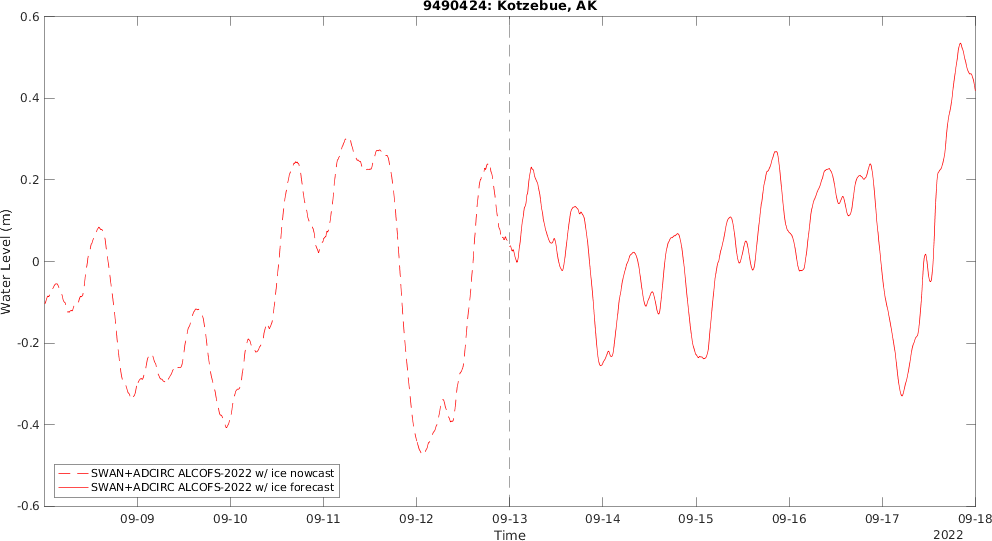 9490424: Kotzebue, AK
0.6
0.4
0.2
0
-0.2
-0.4
-0.6
Water Level (m)
SWAN+ADCIRC ALCOFS-2022 w/ ice nowcast
SWAN+ADCIRC ALCOFS-2022 w/ ice forecast
09-09 09-10 09-11 09-12 09-13 09-14 09-15 09-16 09-17 09-18
Time
2022